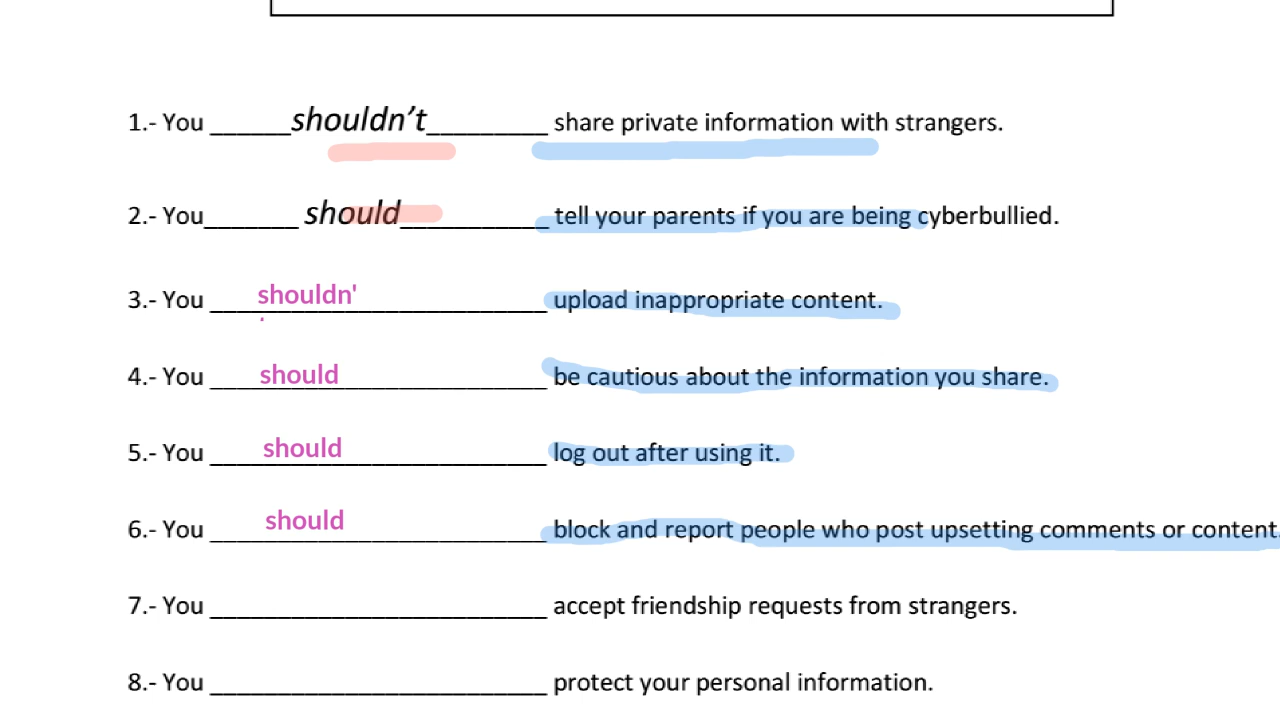 1.- You ______shouldn't_________ share private information with strangers.
2.- You_______ should___________ tell your parents if you are being cyberbullied.
3.- You _________________________ upload inappropriate content.
shouldn'
4.- You _________________________ be cautious about the information you share.
should
5.- You _________________________ log out after using it.
should
6.- You _________________________ block and report people who post upsetting comments or content.
should
7.- You _________________________ accept friendship requests from strangers.
8.- You _________________________ protect your personal information.